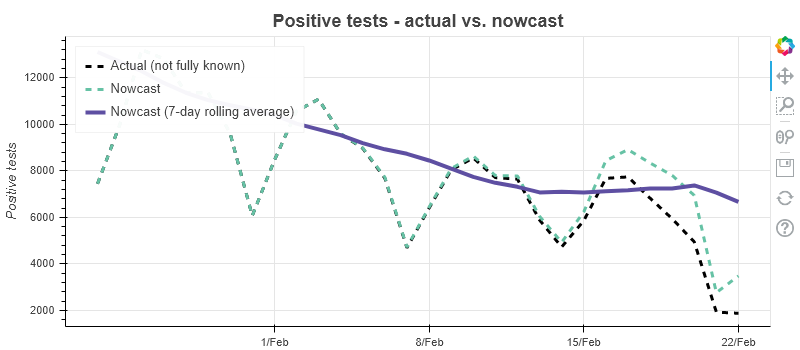 Positive tests - actual vs. nowcast
Actual (not fully known)
Nowcast
Nowcast (7-day rolling average)
Positive tests
12000
10000
8000
6000
4000
2000
1/Feb
8/Feb
15/Feb
22/Feb